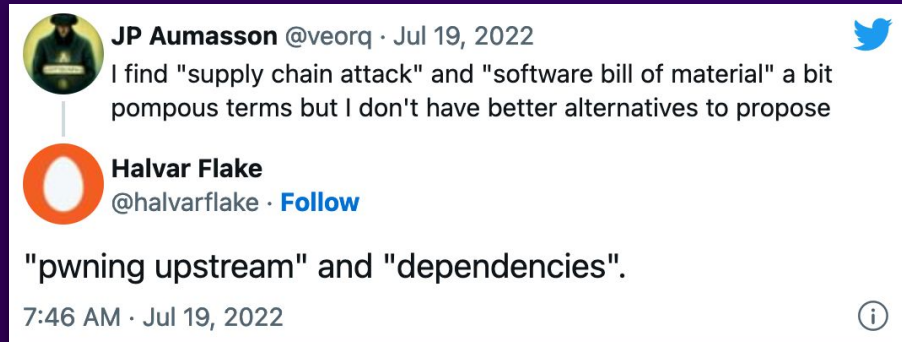 JP Aumasson @veorq · Jul 19, 2022
I find "supply chain attack" and "software bill of material" a bit
pompous terms but I don't have better alternatives to propose
Halvar Flake
@halvarflake · Follow
"pwning upstream" and "dependencies".
7:46 AM · Jul 19, 2022